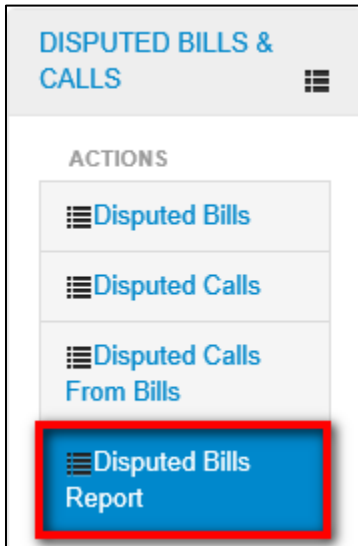 DISPUTED BILLS &
CALLS
ACTIONS
Disputed Bills
Disputed Calls
Disputed Calls
From Bills
Disputed Bills
Report